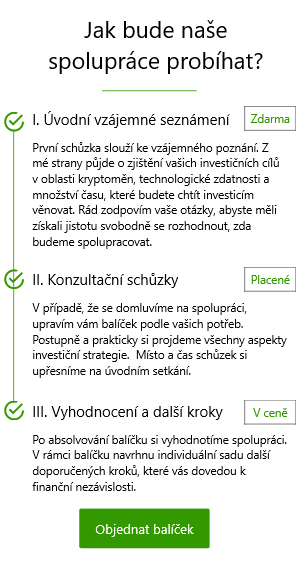 Jak bude naše
spolupráce probíhat?
I. Úvodní vzájemné seznámení
Zdarma
První schůzka slouží ke vzájemného poznání. Z
mé strany půjde o zjištění vašich investičních cílů
v oblasti kryptoměn, technologické zdatnosti a
množství času, které budete chtít investicím
věnovat. Rád zodpovím vaše otázky, abyste měli
získali jistotu svobodně se rozhodnout, zda
budeme spolupracovat.
II. Konzultační schůzky
Placené
V případě, že se domluvíme na spolupráci,
upravím vám balíček podle vašich potřeb.
Postupně a prakticky si projdeme všechny aspekty
investiční strategie. Místo a čas schůzek si
upřesníme na úvodním setkání.
III. Vyhodnocení a další kroky
V ceně
Po absolvování balíčku si vyhodnotíme spolupráci.
V rámci balíčku navrhnu individuální sadu další
doporučených kroků, které vás dovedou k
finanční nezávislosti.
Objednat balíček